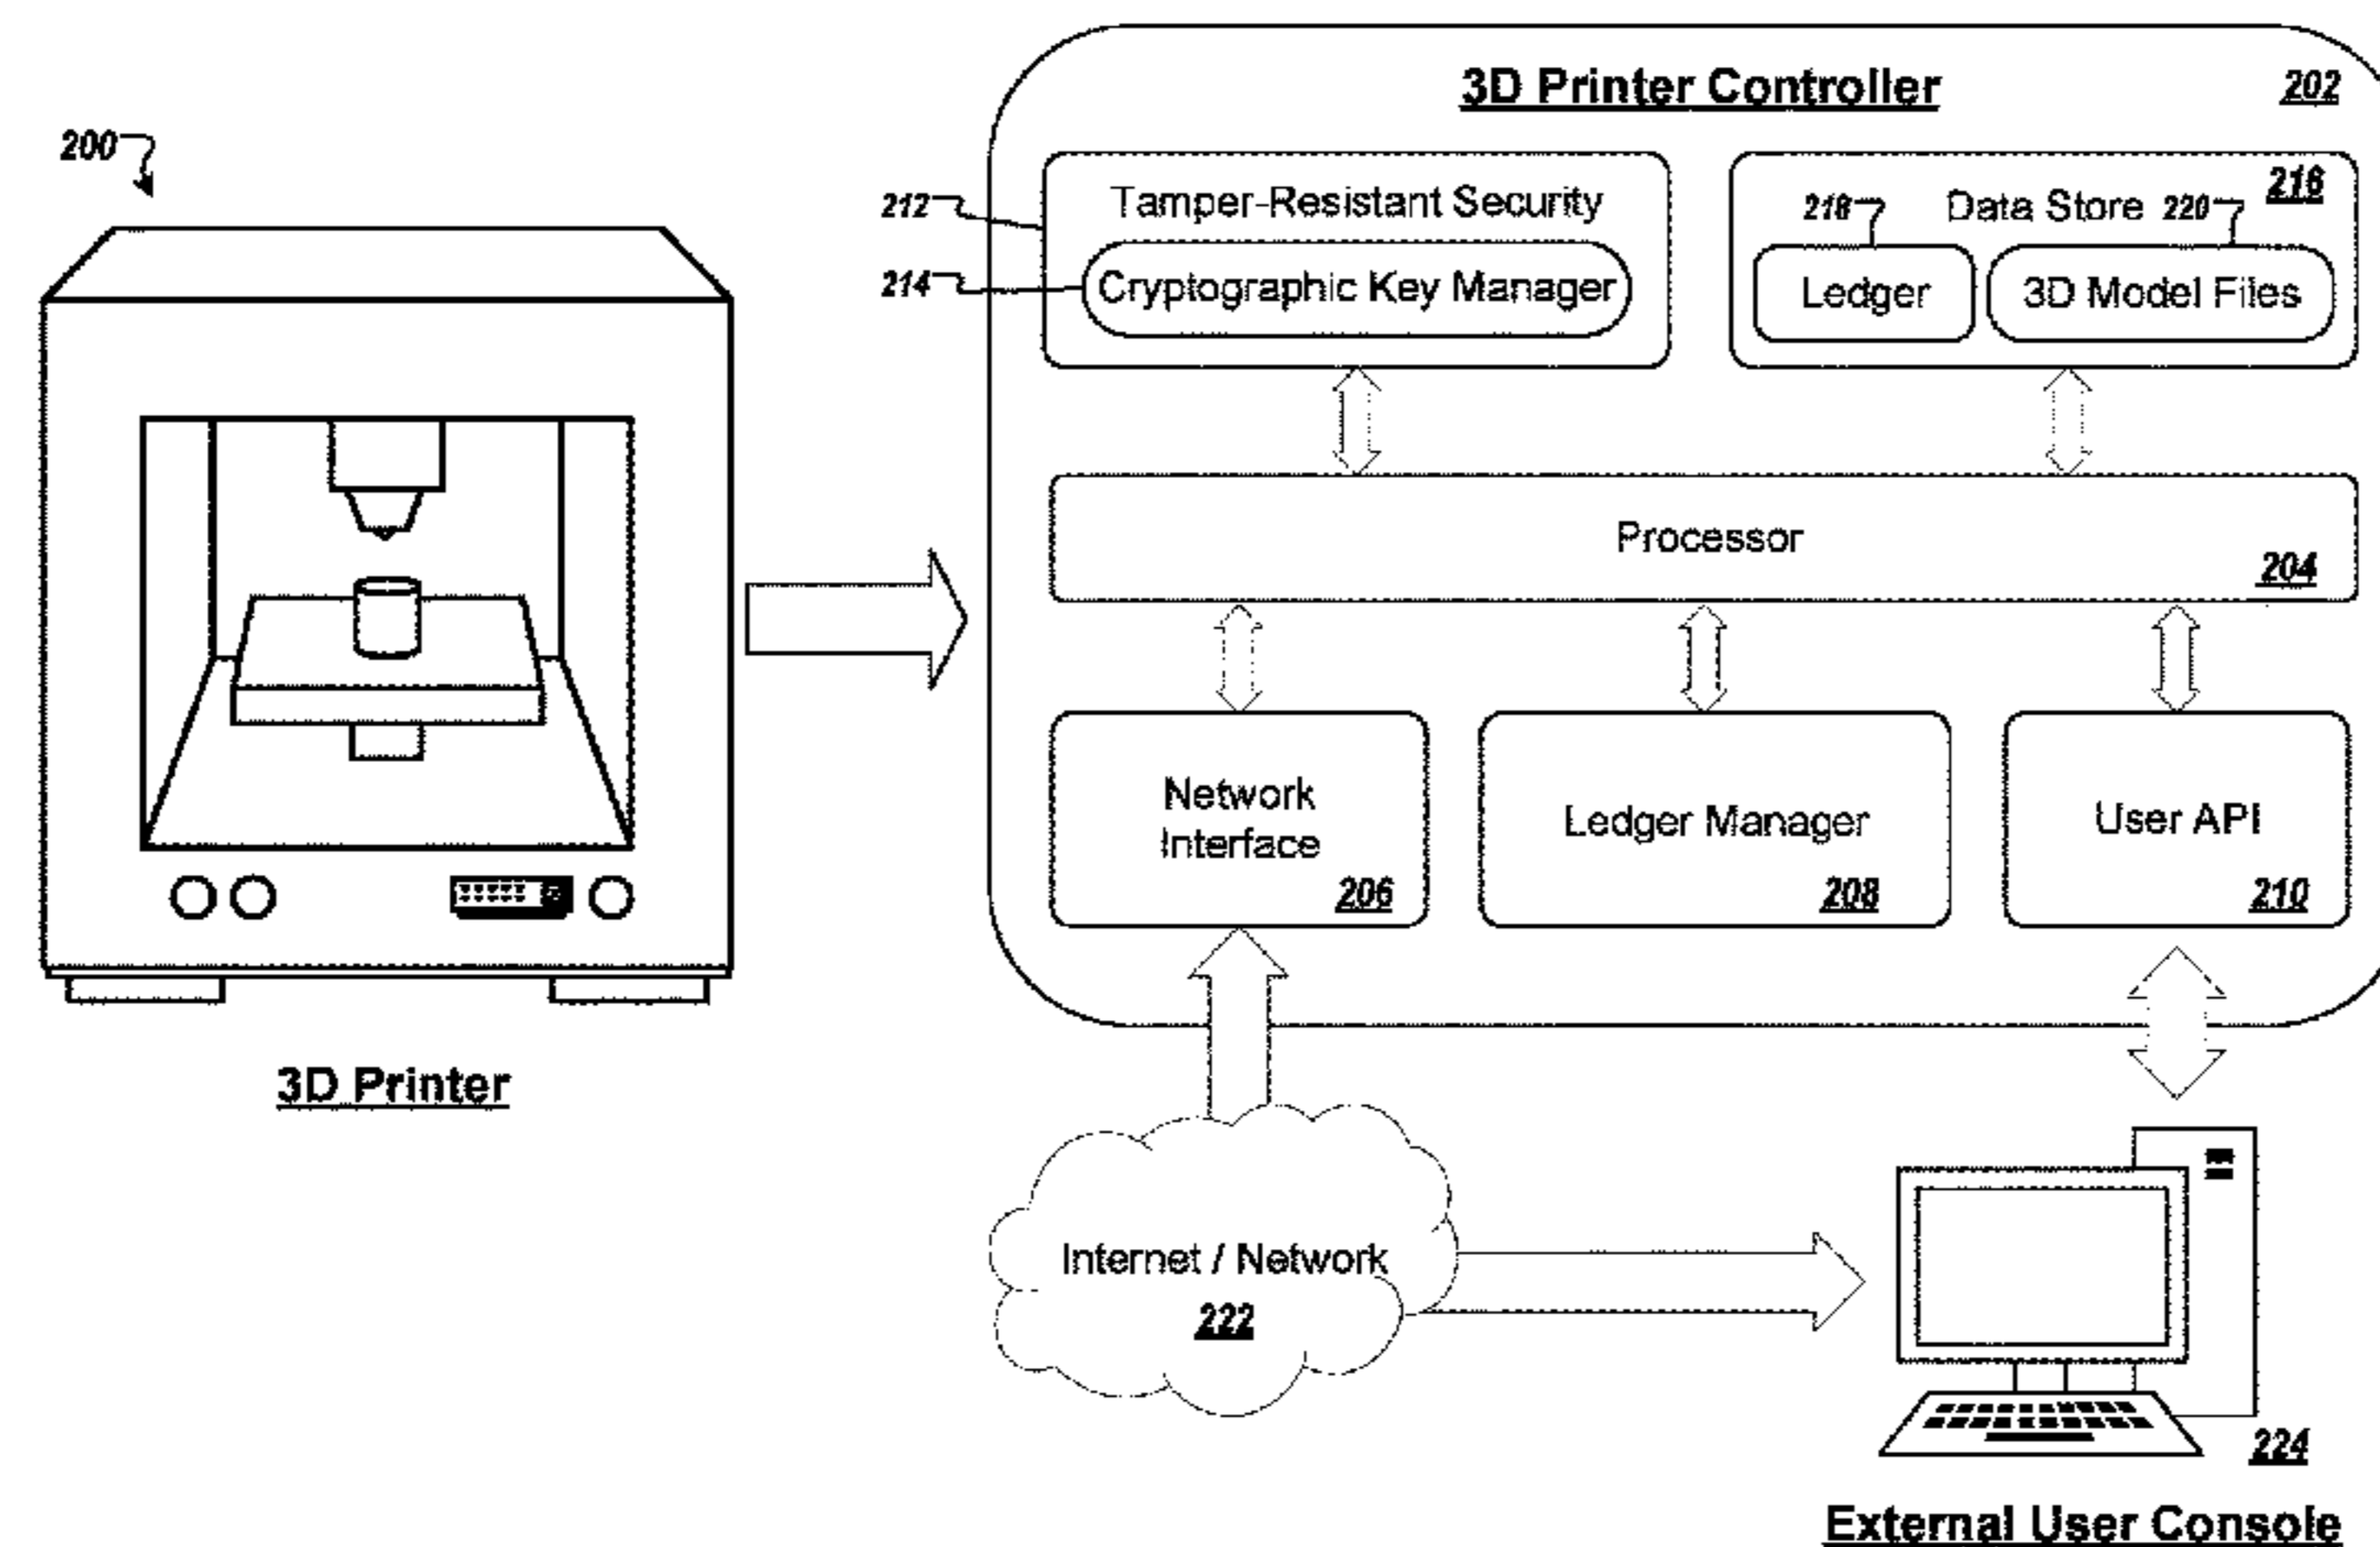 3D Printer Controller
202
200
212
Tamper-Resistant Security
214
Cryptographic Key Manager
216
218
Data Store
220
Ledger
3D Model Files
Processor
204
Network
Interface
206
Ledger Manager
208
User API
210
3D Printer
Internet / Network
222
224
External User Console